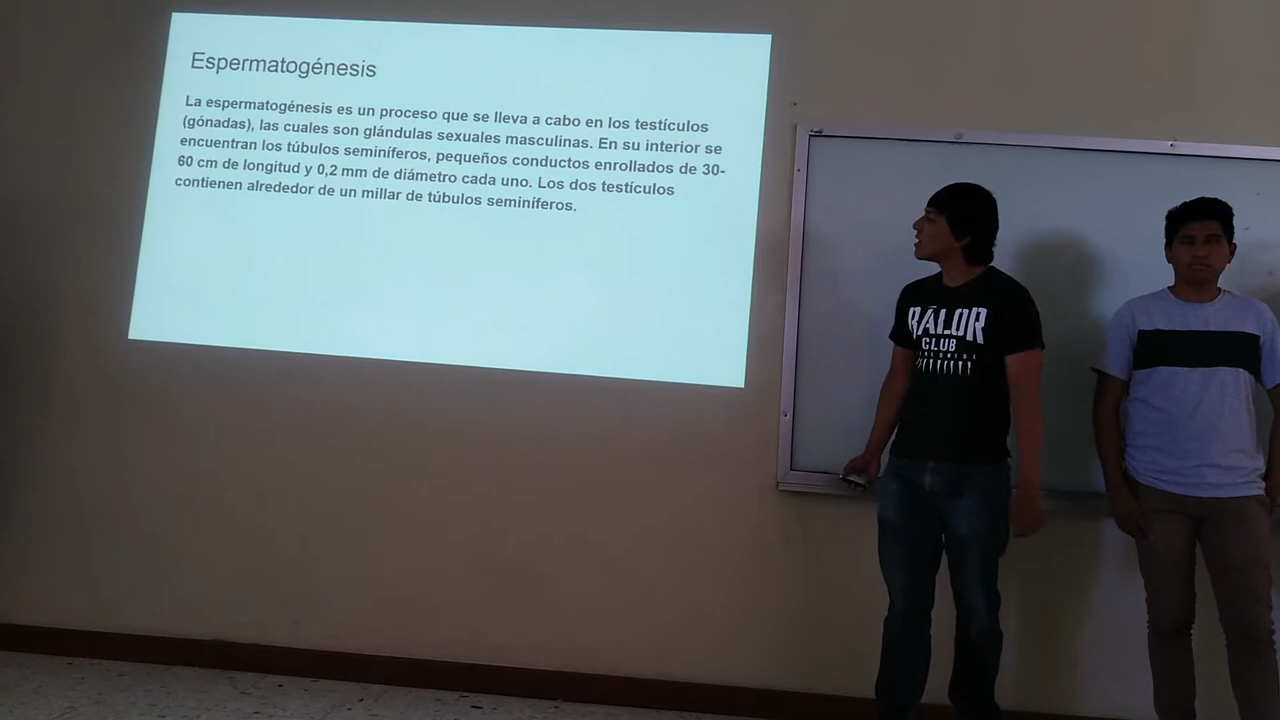 Espermatogénesis
La espermatogénesis es un proceso que se lleva a cabo en los testículos
(gónadas), las cuales son glándulas sexuales masculinas. En su interior se
encuentran los túbulos seminíferos, pequeños conductos enrollados de 30-
60 cm de longitud y 0,2 mm de diámetro cada uno. Los dos testículos
contienen alrededor de un millar de túbulos seminíferos.
BÁLOR
CLUB
WORLDWIDE